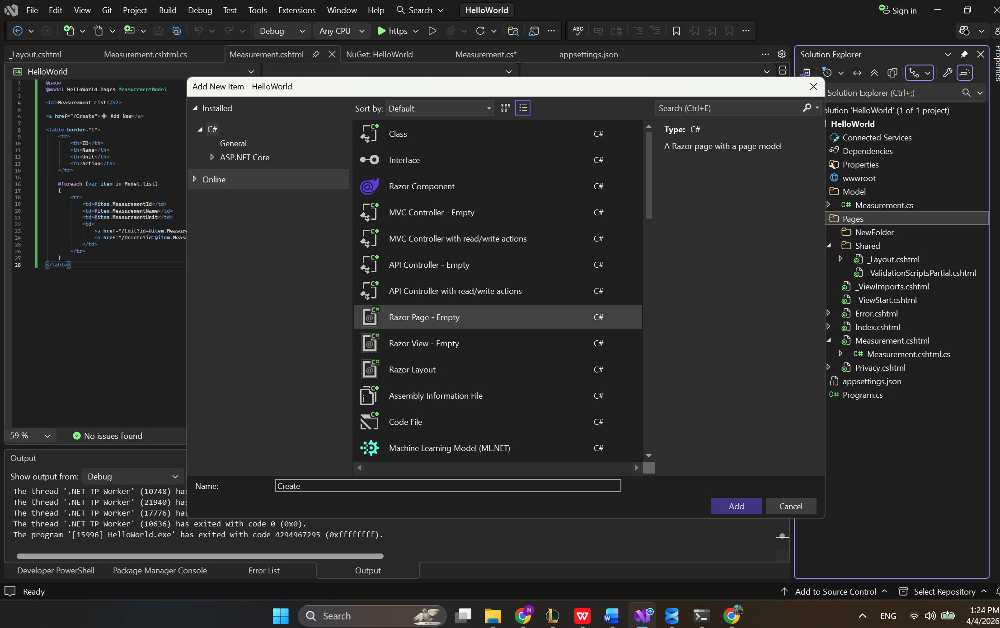 File Edit View Git Project Build Debug Test Tools Extensions Window Help Search HelloWorld Sign in
Debug Any CPU https ABC
_Layout.cshtml Measurement.cshtml.cs Measurement.cshtml NuGet: HelloWorld Measurement.cs* appsettings.json
HelloWorld
1 @page
2 @model HelloWorld.Pages.MeasurementModel
3
4 <h2>Measurement List</h2>
5
6 <a href="/Create">➕ Add New</a>
7
8 <table border="1">
9 <tr>
10 <th>ID</th>
11 <th>Name</th>
12 <th>Unit</th>
13 <th>Action</th>
14 </tr>
15
16 @foreach (var item in Model.list)
17 {
18 <tr>
19 <td>@item.MeasurementId</td>
20 <td>@item.MeasurementName</td>
21 <td>@item.MeasurementUnit</td>
22 <td>
23 <a href="/Edit?id=@item.Measure
24 <a href="/Delete?id=@item.Meas
25 </td>
26 </tr>
27 }
28 </table>
59 %
No issues found
Add New Item - HelloWorld
Installed
C#
General
ASP.NET Core
Online
Sort by: Default
Class C#
Interface C#
Razor Component C#
MVC Controller - Empty C#
MVC Controller with read/write actions C#
API Controller - Empty C#
API Controller with read/write actions C#
Razor Page - Empty C#
Razor View - Empty C#
Razor Layout C#
Assembly Information File C#
Code File C#
Machine Learning Model (ML.NET) C#
Search (Ctrl+E)
Type: C#
A Razor page with a page model
Name: Create
Add Cancel
Solution Explorer
Solution Explorer (Ctrl+;)
olution 'HelloWorld' (1 of 1 project)
HelloWorld
Connected Services
Dependencies
Properties
wwwroot
Model
C# Measurement.cs
Pages
NewFolder
Shared
_Layout.cshtml
_ValidationScriptsPartial.cshtml
_ViewImports.cshtml
_ViewStart.cshtml
Error.cshtml
Index.cshtml
Measurement.cshtml
C# Measurement.cshtml.cs
Privacy.cshtml
appsettings.json
C# Program.cs
Properties
Output
Show output from: Debug
The thread '.NET TP Worker' (10748) has
The thread '.NET TP Worker' (21940) has
The thread '.NET TP Worker' (17776) has
The thread '.NET TP Worker' (10636) has exited with code 0 (0x0).
The program '[15996] HelloWorld.exe' has exited with code 4294967295 (0xffffffff).
Developer PowerShell Package Manager Console Error List Output
Ready
Add to Source Control Select Repository
Search
ENG
1:24 PM
4/4/2026